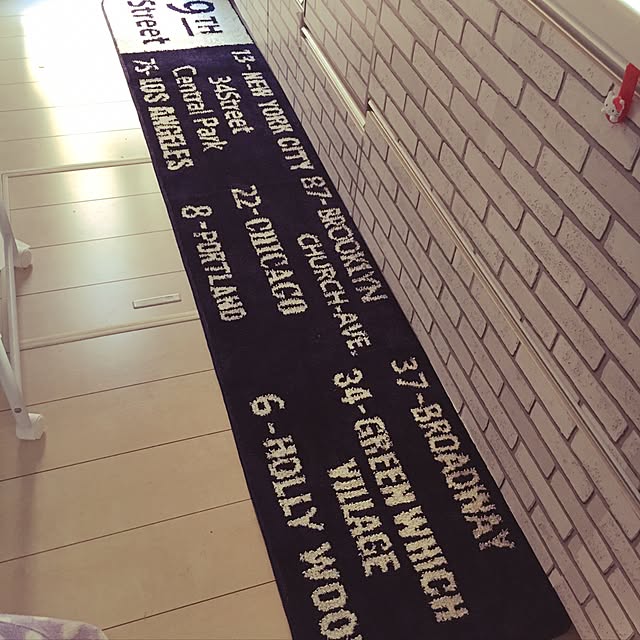 9TH
Street
13-NEW YORK CITY
34Street
Central Park
75-LOS ANGELES
87-BROOKLYN
CHURCH-AVE.
22-CHICAGO
8-PORTLAND
37-BROADWAY
34-GREEN WHICH
VILLAGE
6-HOLLY WOO